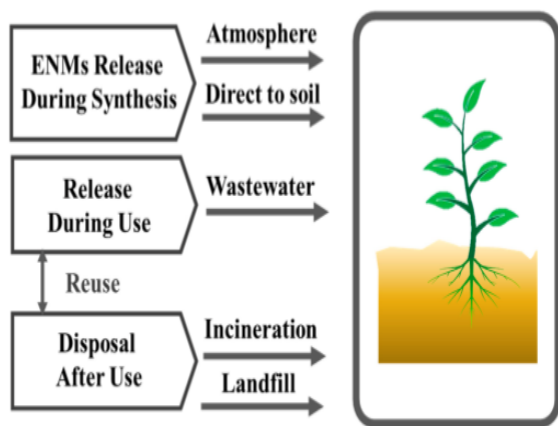 ENMs Release
During Synthesis
Atmosphere
Direct to soil
Release
During Use
Wastewater
Reuse
Disposal
After Use
Incineration
Landfill